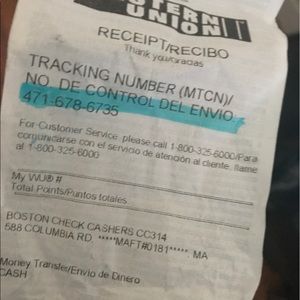 WESTERN
UNION
RECEIPT/RECIBO
Thank you/Gracias
TRACKING NUMBER (MTCN)/
NO. DE CONTROL DEL ENVIO:
471-678-6735
For Customer Service, please call 1-800-325-6000/Para
comunicarse con el servicio de atención al cliente, llame
al 1-800-325-6000
My WU® #
Total Points/Puntos totales
BOSTON CHECK CASHERS CC314
588 COLUMBIA RD *****MAFT#0181*****, MA
Money Transfer/Envio de Dinero
CASH